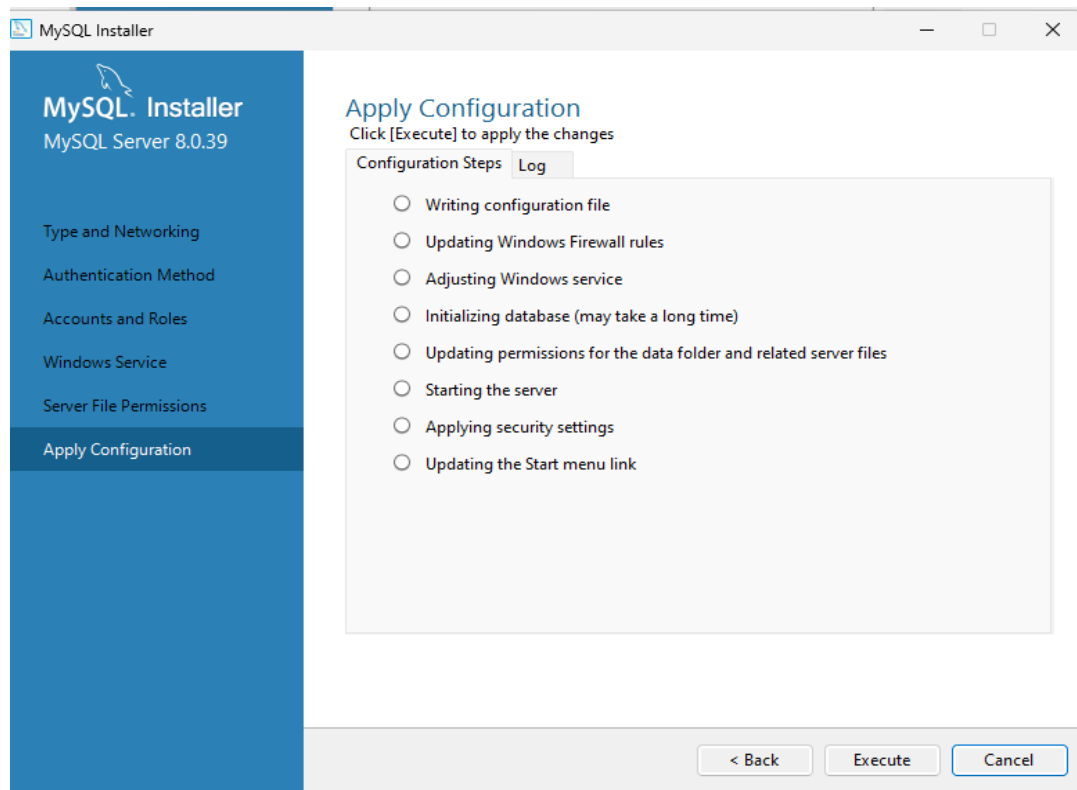 MySQL Installer
MySQL. Installer
MySQL Server 8.0.39
Type and Networking
Authentication Method
Accounts and Roles
Windows Service
Server File Permissions
Apply Configuration
Apply Configuration
Click [Execute] to apply the changes
Configuration Steps Log
Writing configuration file
Updating Windows Firewall rules
Adjusting Windows service
Initializing database (may take a long time)
Updating permissions for the data folder and related server files
Starting the server
Applying security settings
Updating the Start menu link
< Back Execute Cancel